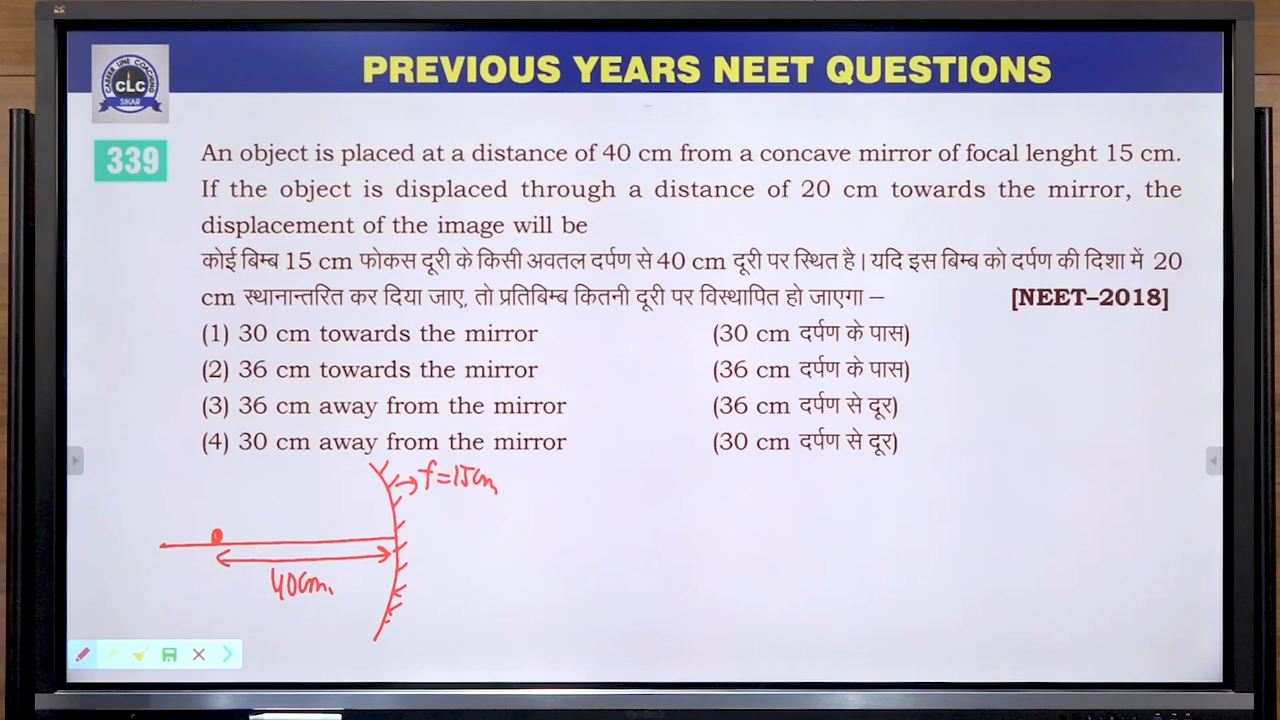 PREVIOUS YEARS NEET QUESTIONS
CAREER LINE COACHING
CLC
SIKAR
339
An object is placed at a distance of 40 cm from a concave mirror of focal lenght 15 cm.
If the object is displaced through a distance of 20 cm towards the mirror, the
displacement of the image will be
कोई बिम्ब 15 cm फोकस दूरी के किसी अवतल दर्पण से 40 cm दूरी पर स्थित है। यदि इस बिम्ब को दर्पण की दिशा में 20
cm स्थानान्तरित कर दिया जाए, तो प्रतिबिम्ब कितनी दूरी पर विस्थापित हो जाएगा – [NEET–2018]
(1) 30 cm towards the mirror (30 cm दर्पण के पास)
(2) 36 cm towards the mirror (36 cm दर्पण के पास)
(3) 36 cm away from the mirror (36 cm दर्पण से दूर)
(4) 30 cm away from the mirror (30 cm दर्पण से दूर)
f=15cm
40cm.